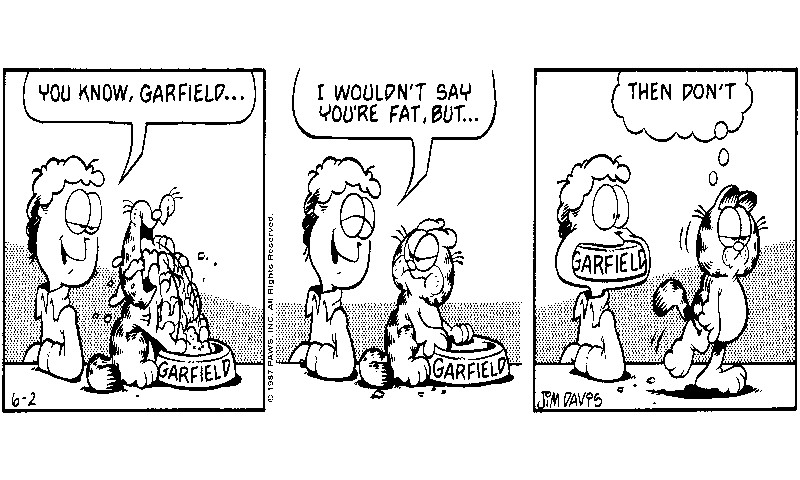 YOU KNOW, GARFIELD...
GARFIELD
6-2
© 1987 PAWS, INC. All Rights Reserved.
I WOULDN'T SAY
YOU'RE FAT, BUT...
GARFIELD
THEN DON'T
GARFIELD
JIM DAVIS